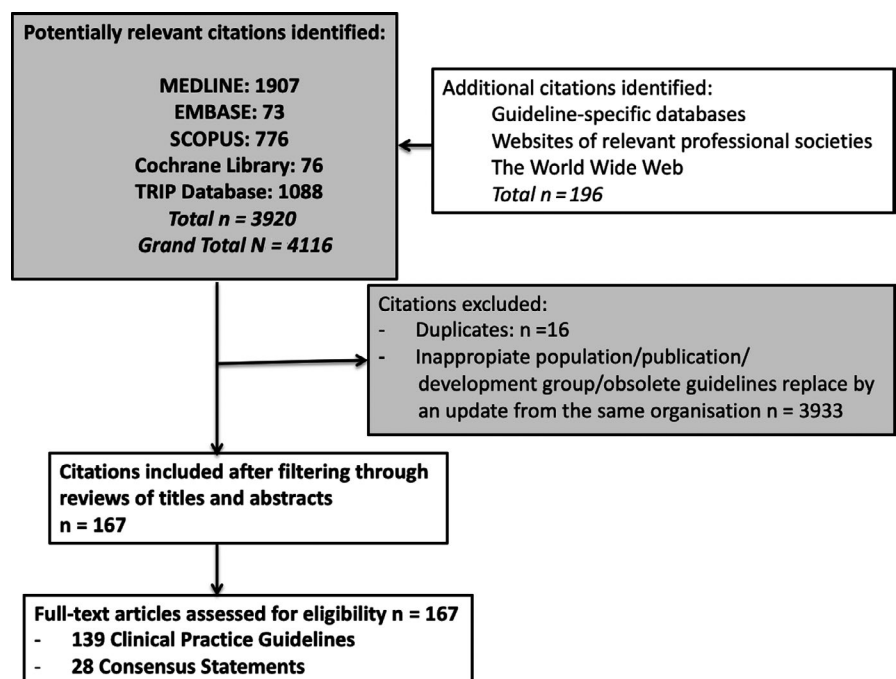 Potentially relevant citations identified:
MEDLINE: 1907
EMBASE: 73
SCOPUS: 776
Cochrane Library: 76
TRIP Database: 1088
Total n = 3920
Grand Total N = 4116
Additional citations identified:
Guideline-specific databases
Websites of relevant professional societies
The World Wide Web
Total n = 196
Citations excluded:
- Duplicates: n =16
- Inappropiate population/publication/
development group/obsolete guidelines replace by
an update from the same organisation n = 3933
Citations included after filtering through
reviews of titles and abstracts
n = 167
Full-text articles assessed for eligibility n = 167
- 139 Clinical Practice Guidelines
- 28 Consensus Statements